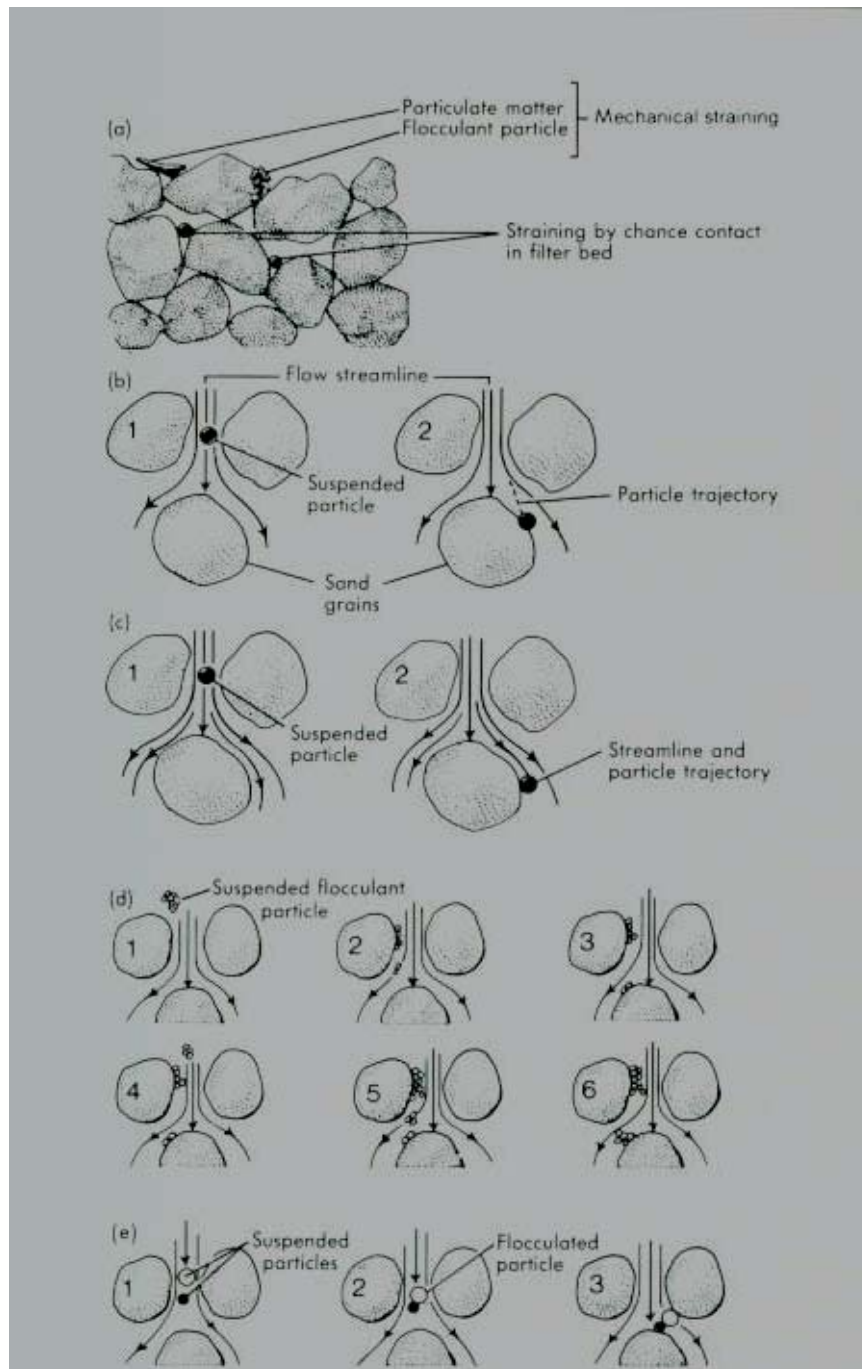 (a)
Particulate matter
Flocculant particle
Mechanical straining
Straining by chance contact
in filter bed
(b)
Flow streamline
1
2
Suspended
particle
Particle trajectory
Sand
grains
(c)
1
2
Suspended
particle
Streamline and
particle trajectory
(d)
Suspended flocculant
particle
1
2
3
4
5
6
(e)
Suspended
particles
Flocculated
particle
1
2
3